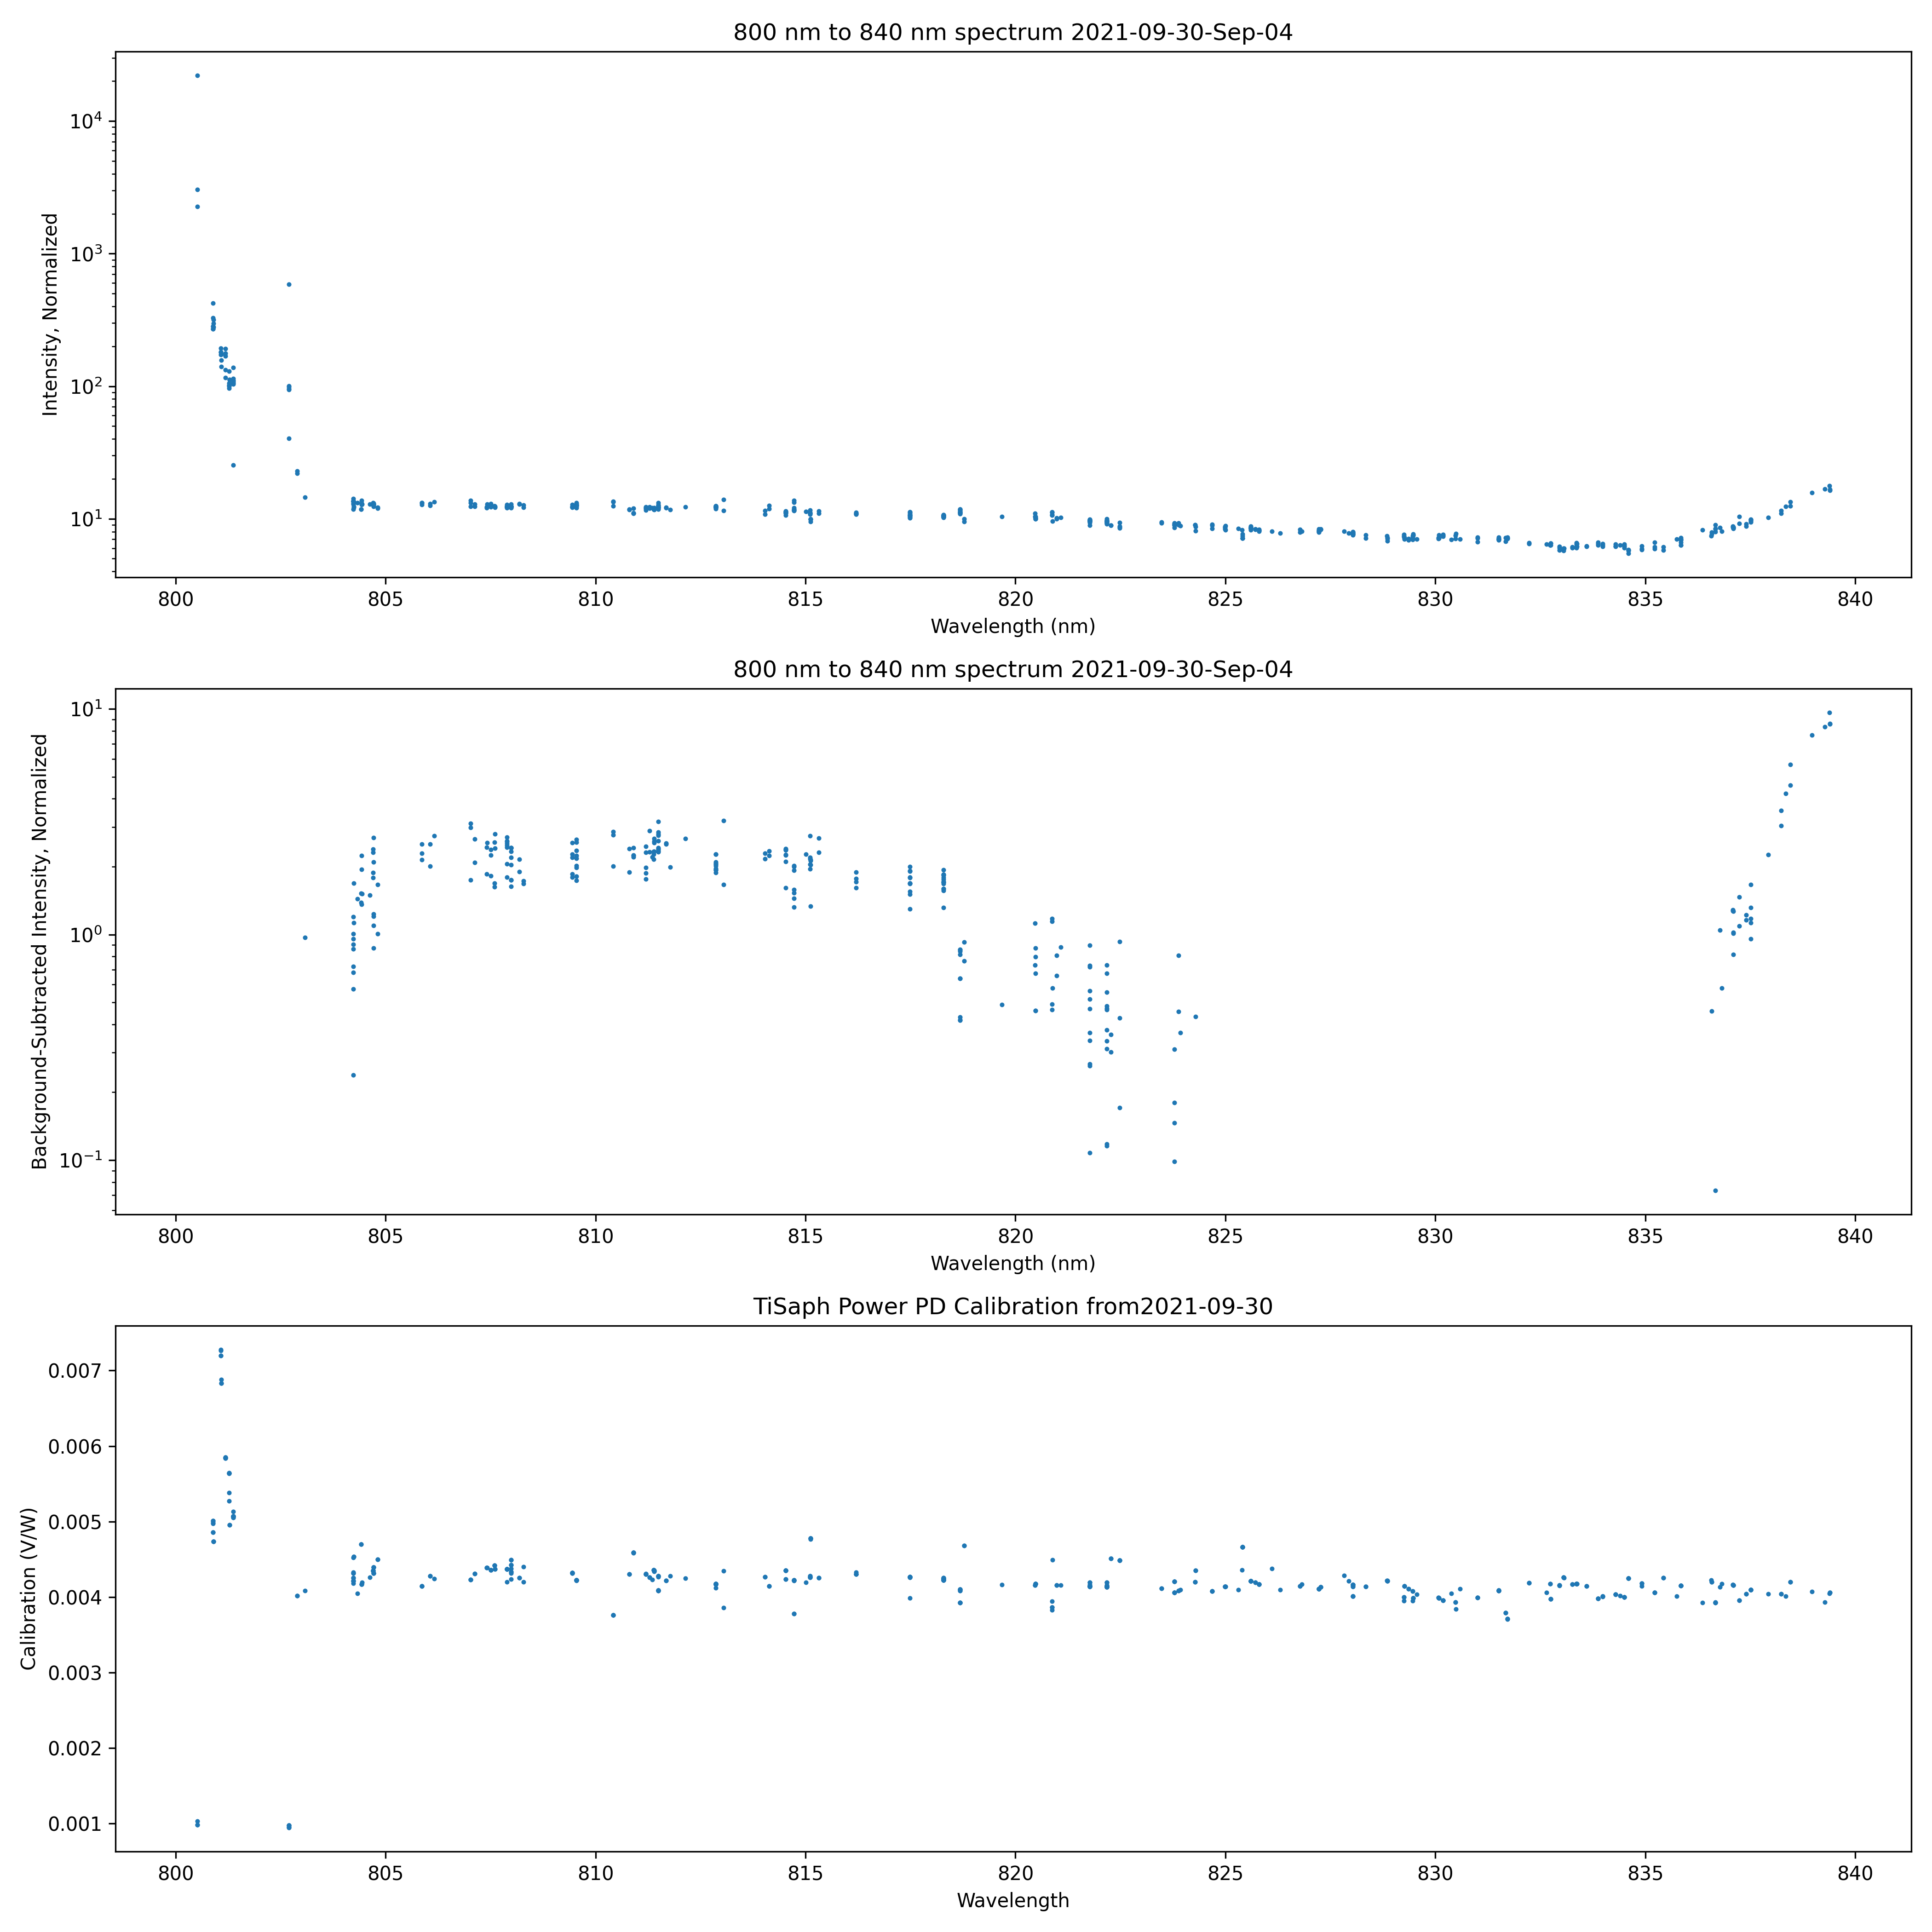 800 nm to 840 nm spectrum 2021-09-30-Sep-04
Intensity, Normalized
10⁴
10³
10²
10¹
800 805 810 815 820 825 830 835 840
Wavelength (nm)
800 nm to 840 nm spectrum 2021-09-30-Sep-04
Background-Subtracted Intensity, Normalized
10¹
10⁰
10⁻¹
800 805 810 815 820 825 830 835 840
Wavelength (nm)
TiSaph Power PD Calibration from2021-09-30
Calibration (V/W)
0.007
0.006
0.005
0.004
0.003
0.002
0.001
800 805 810 815 820 825 830 835 840
Wavelength